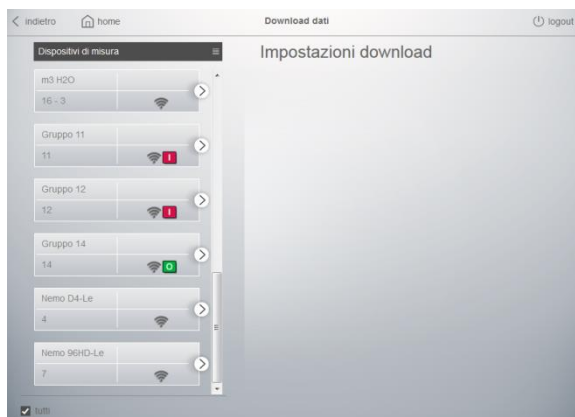 indietro
home
Download dati
logout
Dispositivi di misura
Impostazioni download
m3 H2O
16 - 3
Gruppo 11
11
I
Gruppo 12
12
I
Gruppo 14
14
O
Nemo D4-Le
4
Nemo 96HD-Le
7
tutti